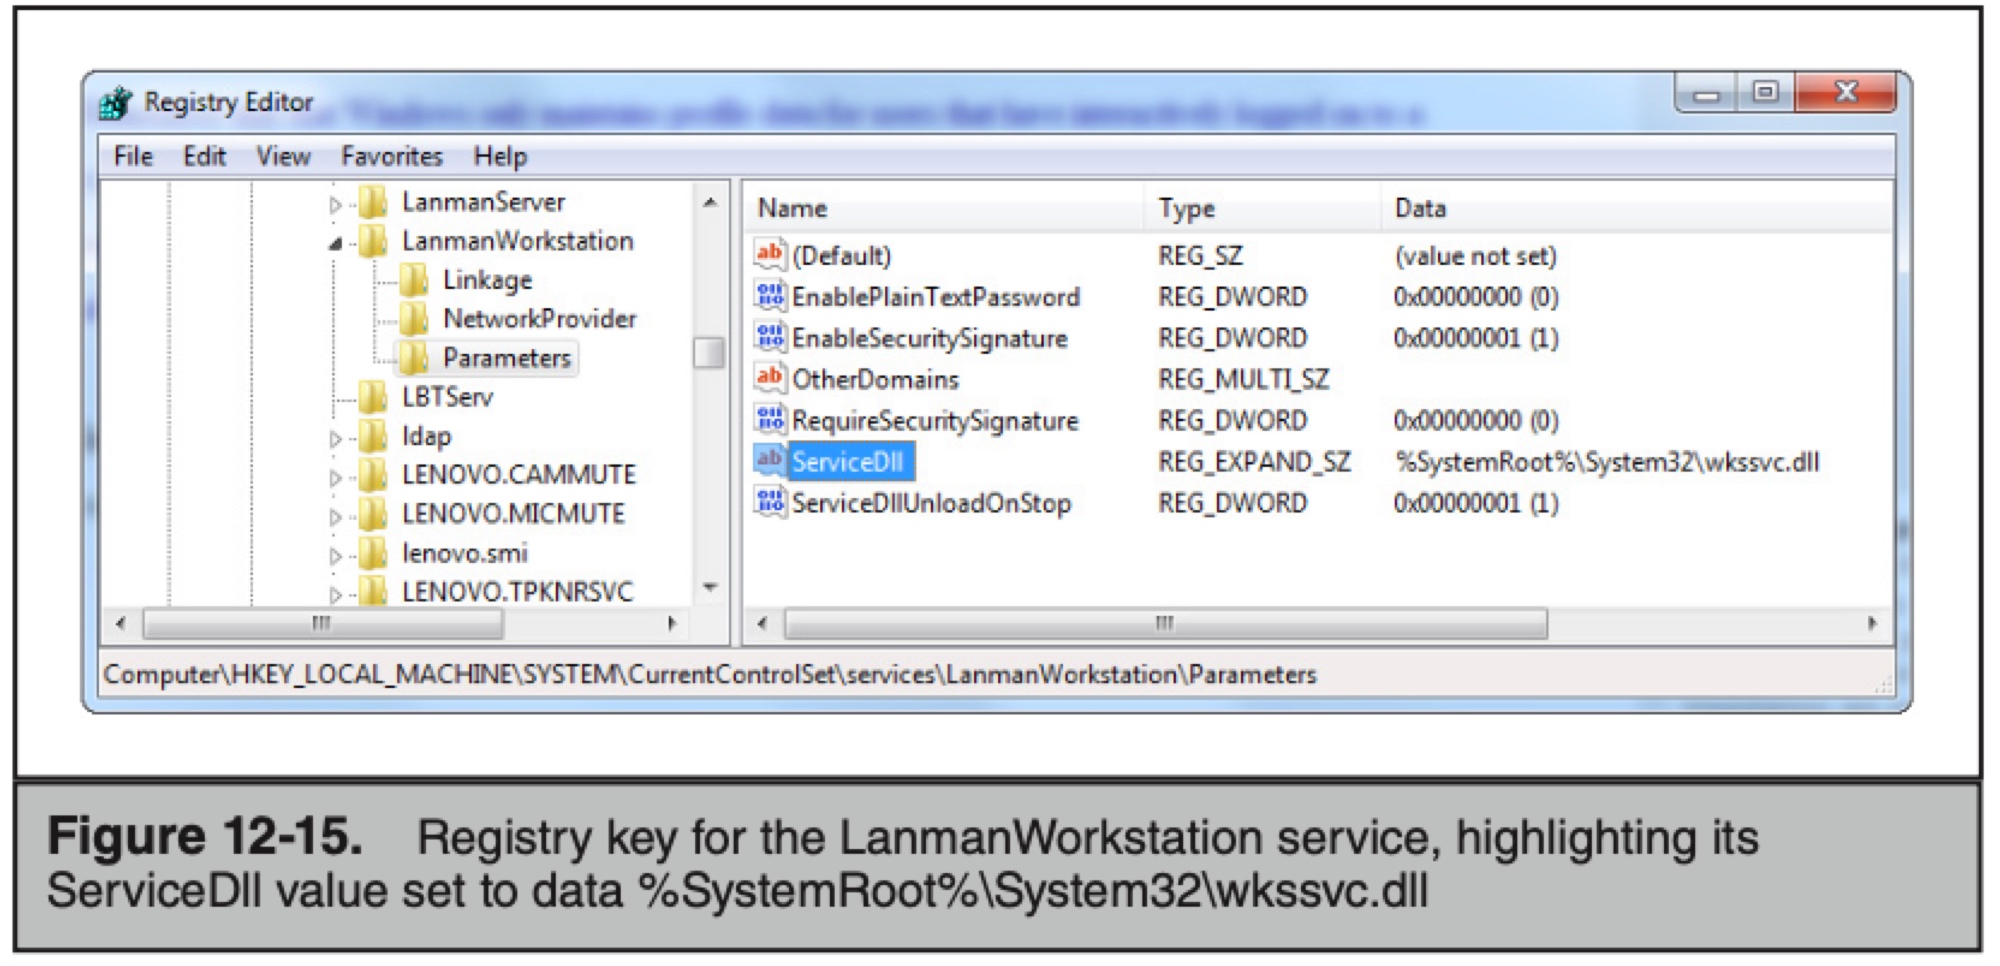 Registry Editor
File Edit View Favorites Help
LanmanServer
LanmanWorkstation
Linkage
NetworkProvider
Parameters
LBTServ
ldap
LENOVO.CAMMUTE
LENOVO.MICMUTE
lenovo.smi
LENOVO.TPKNRSVC
Name Type Data
(Default) REG_SZ (value not set)
EnablePlainTextPassword REG_DWORD 0x00000000 (0)
EnableSecuritySignature REG_DWORD 0x00000001 (1)
OtherDomains REG_MULTI_SZ
RequireSecuritySignature REG_DWORD 0x00000000 (0)
ServiceDll REG_EXPAND_SZ %SystemRoot%\System32\wkssvc.dll
ServiceDllUnloadOnStop REG_DWORD 0x00000001 (1)
Computer\HKEY_LOCAL_MACHINE\SYSTEM\CurrentControlSet\services\LanmanWorkstation\Parameters
Figure 12-15. Registry key for the LanmanWorkstation service, highlighting its
ServiceDll value set to data %SystemRoot%\System32\wkssvc.dll